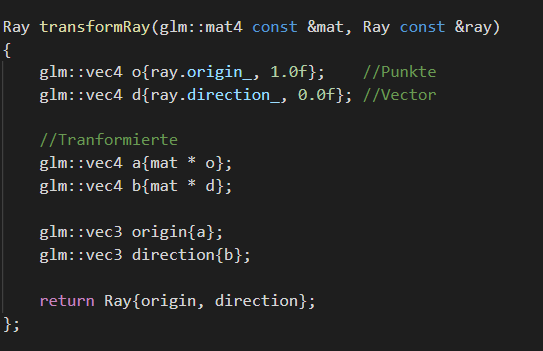 Ray transformRay(glm::mat4 const &mat, Ray const &ray)
{
    glm::vec4 o{ray.origin_, 1.0f};    //Punkte
    glm::vec4 d{ray.direction_, 0.0f}; //Vector
    //Tranformierte
    glm::vec4 a{mat * o};
    glm::vec4 b{mat * d};
    glm::vec3 origin{a};
    glm::vec3 direction{b};
    return Ray{origin, direction};
};